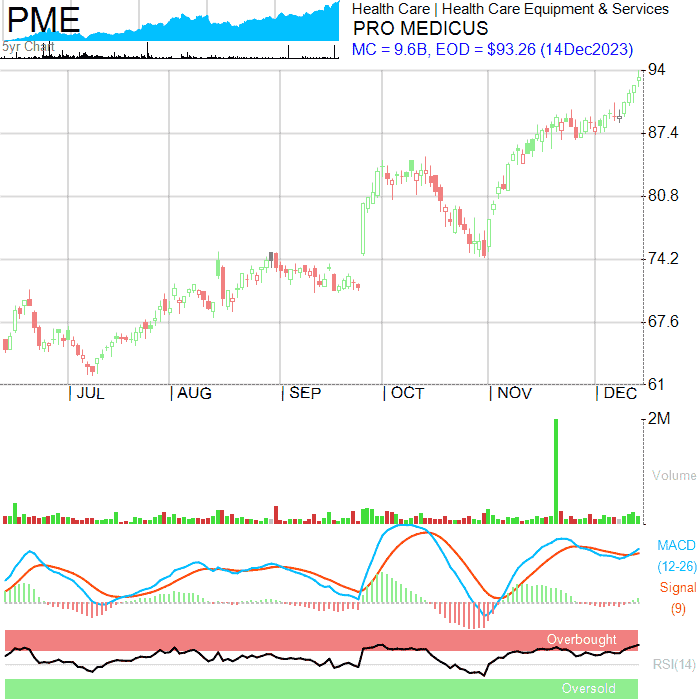 PME
5yr Chart
Health Care | Health Care Equipment & Services
PRO MEDICUS
MC = 9.6B, EOD = $93.26 (14Dec2023)
94
87.4
80.8
74.2
67.6
61
JUL AUG SEP OCT NOV DEC
2M
Volume
MACD
(12-26)
Signal
(9)
Overbought
RSI(14)
Oversold